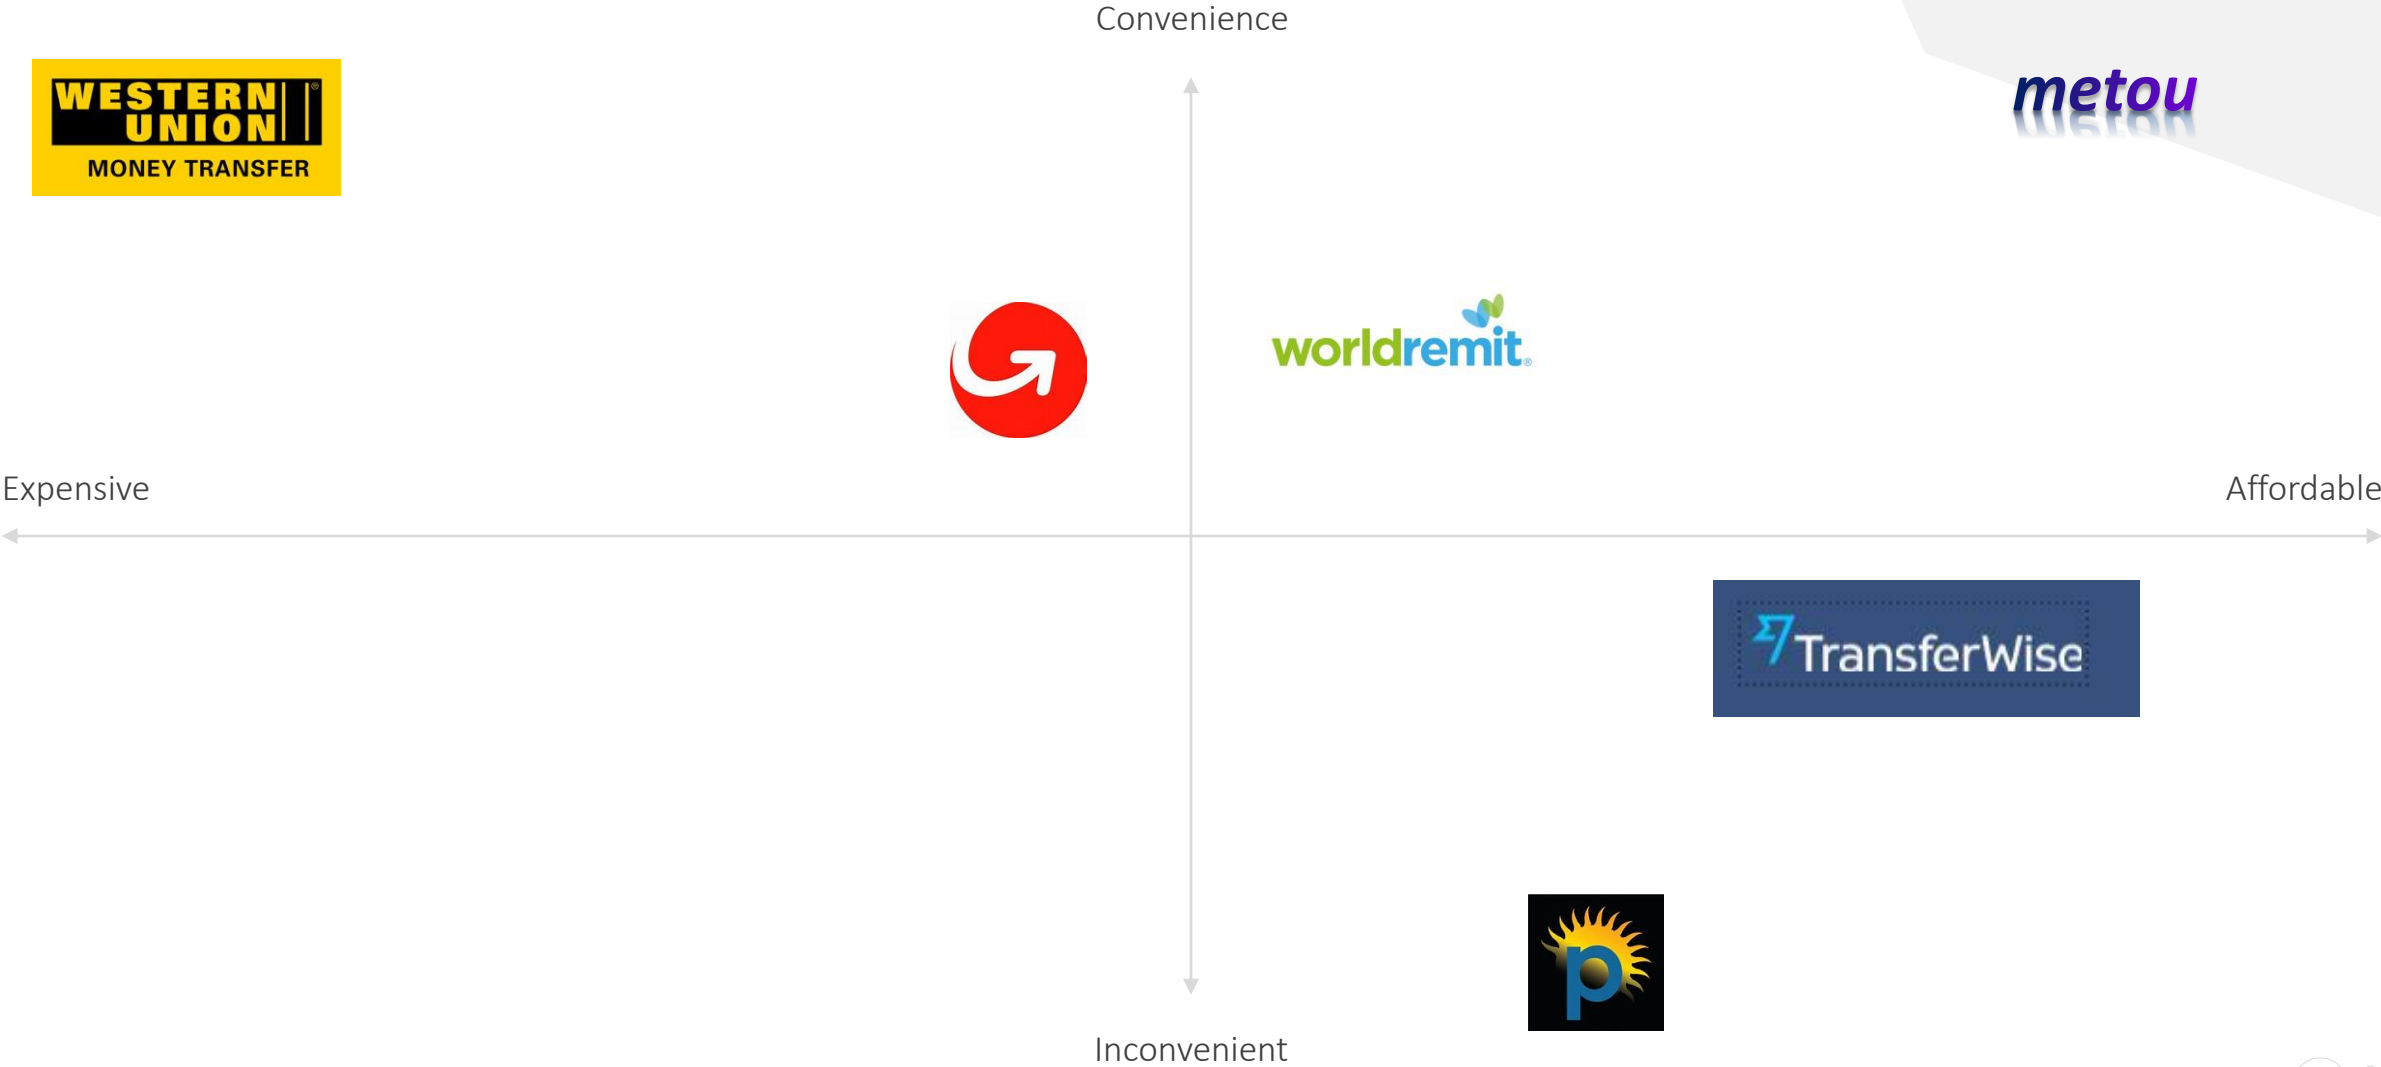 Convenience
WESTERN
UNION
MONEY TRANSFER
metou
worldremit
Expensive
Affordable
TransferWise
p
Inconvenient